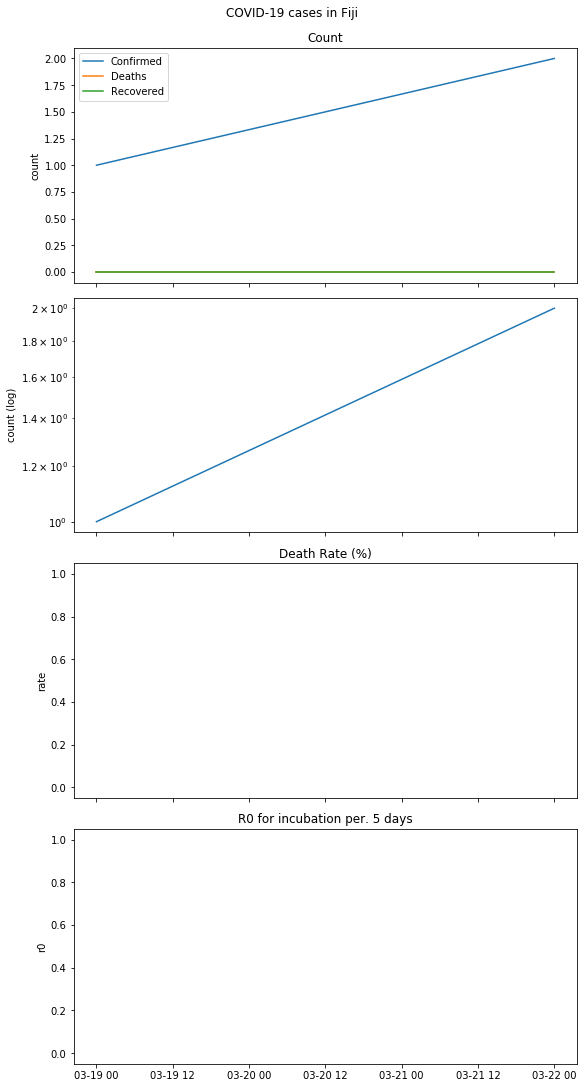 COVID-19 cases in Fiji
Count
Confirmed
Deaths
Recovered
2.00
1.75
1.50
1.25
1.00
0.75
0.50
0.25
0.00
count
2 × 10⁰
1.8 × 10⁰
1.6 × 10⁰
1.4 × 10⁰
1.2 × 10⁰
10⁰
count (log)
Death Rate (%)
1.0
0.8
0.6
0.4
0.2
0.0
rate
R0 for incubation per. 5 days
1.0
0.8
0.6
0.4
0.2
0.0
r0
03-19 00 03-19 12 03-20 00 03-20 12 03-21 00 03-21 12 03-22 00